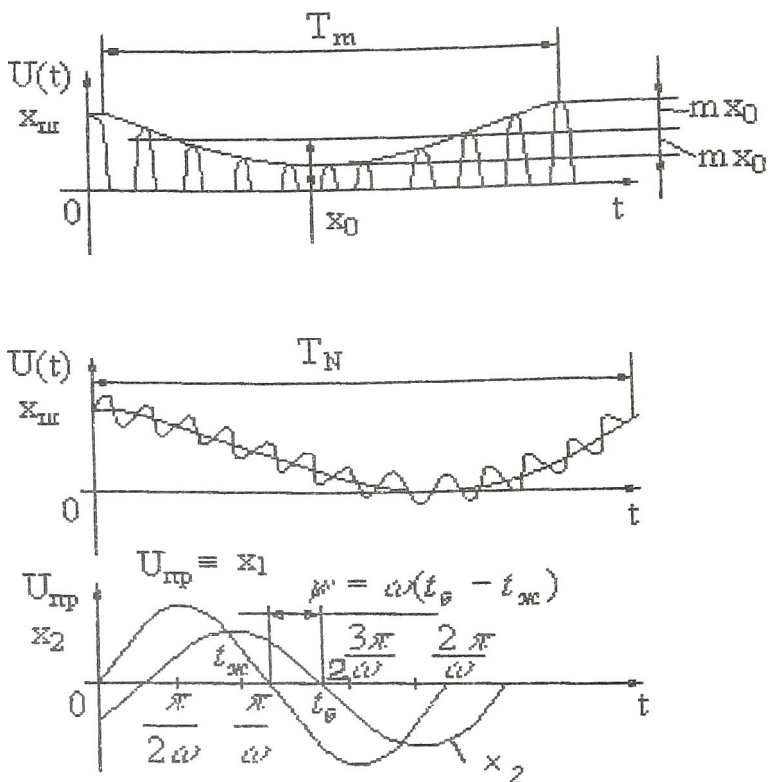 T_m
U(t)
x_ш
m x_0
m x_0
0
x_0
t
T_N
U(t)
x_ш
0
t
U_пр ≡ x_1
= ω(t_в − t_ж)
U_пр
x_2
t_ж
3π
2ω
2π
ω
0
π
2ω
π
ω
t_в
t
x_2